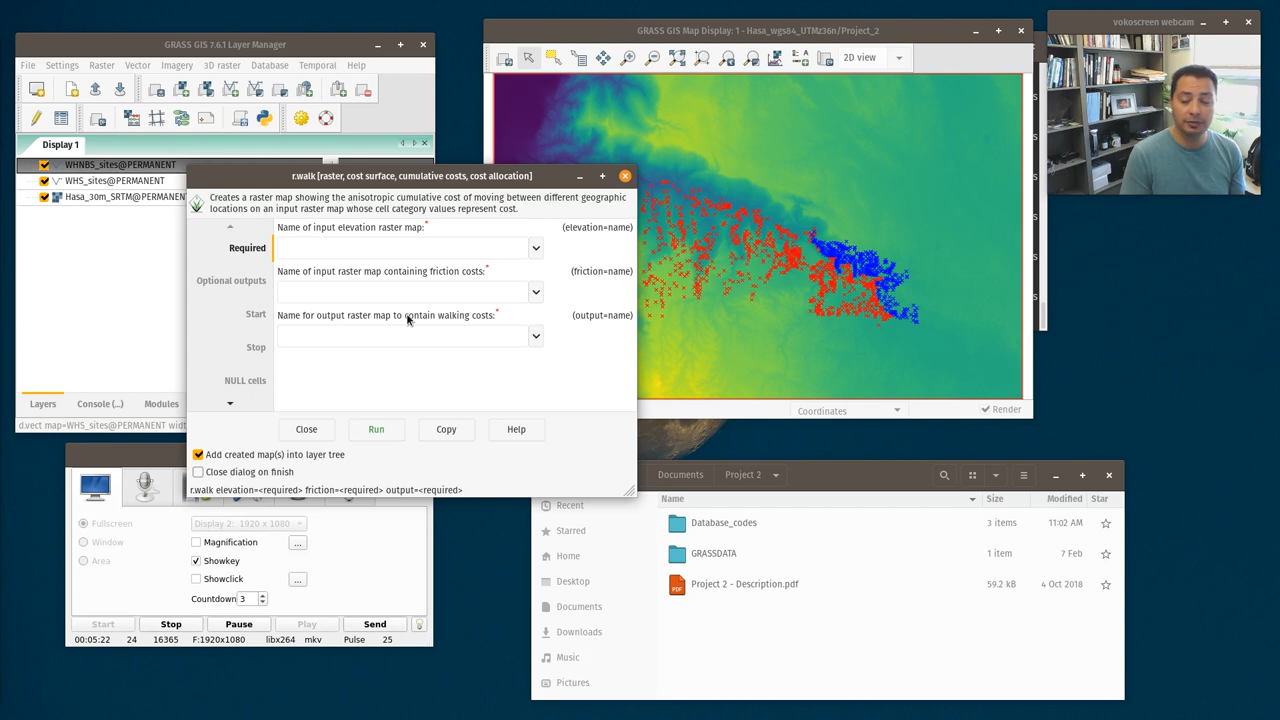 GRASS GIS 7.6.1 Layer Manager
File Settings Raster Vector Imagery 3D raster Database Temporal Help
Display 1
WHNBS_sites@PERMANENT
WHS_sites@PERMANENT
Hasa_30m_SRTM@PERMANENT
Layers Console (...) Modules
d.vect map=WHS_sites@PERMANENT widt
r.walk [raster, cost surface, cumulative costs, cost allocation]
Creates a raster map showing the anisotropic cumulative cost of moving between different geographic
locations on an input raster map whose cell category values represent cost.
Required
Optional outputs
Start
Stop
NULL cells
Name of input elevation raster map:* (elevation=name)
Name of input raster map containing friction costs:* (friction=name)
Name for output raster map to contain walking costs:* (output=name)
Close Run Copy Help
Add created map(s) into layer tree
Close dialog on finish
r.walk elevation=<required> friction=<required> output=<required>
GRASS GIS Map Display: 1 - Hasa_wgs84_UTMz36n/Project_2
2D view
Coordinates Render
vokoscreen webcam
Fullscreen Display 2: 1920 x 1080
Window Magnification ...
Area Showkey
Showclick ...
Countdown 3
Start Stop Pause Play Send
00:05:22 24 16365 F:1920x1080 libx264 mkv Pulse 25
Documents Project 2
Recent
Starred
Home
Desktop
Documents
Downloads
Music
Pictures
Name Size Modified Star
Database_codes 3 items 11:02 AM
GRASSDATA 1 item 7 Feb
PDF Project 2 - Description.pdf 59.2 kB 4 Oct 2018